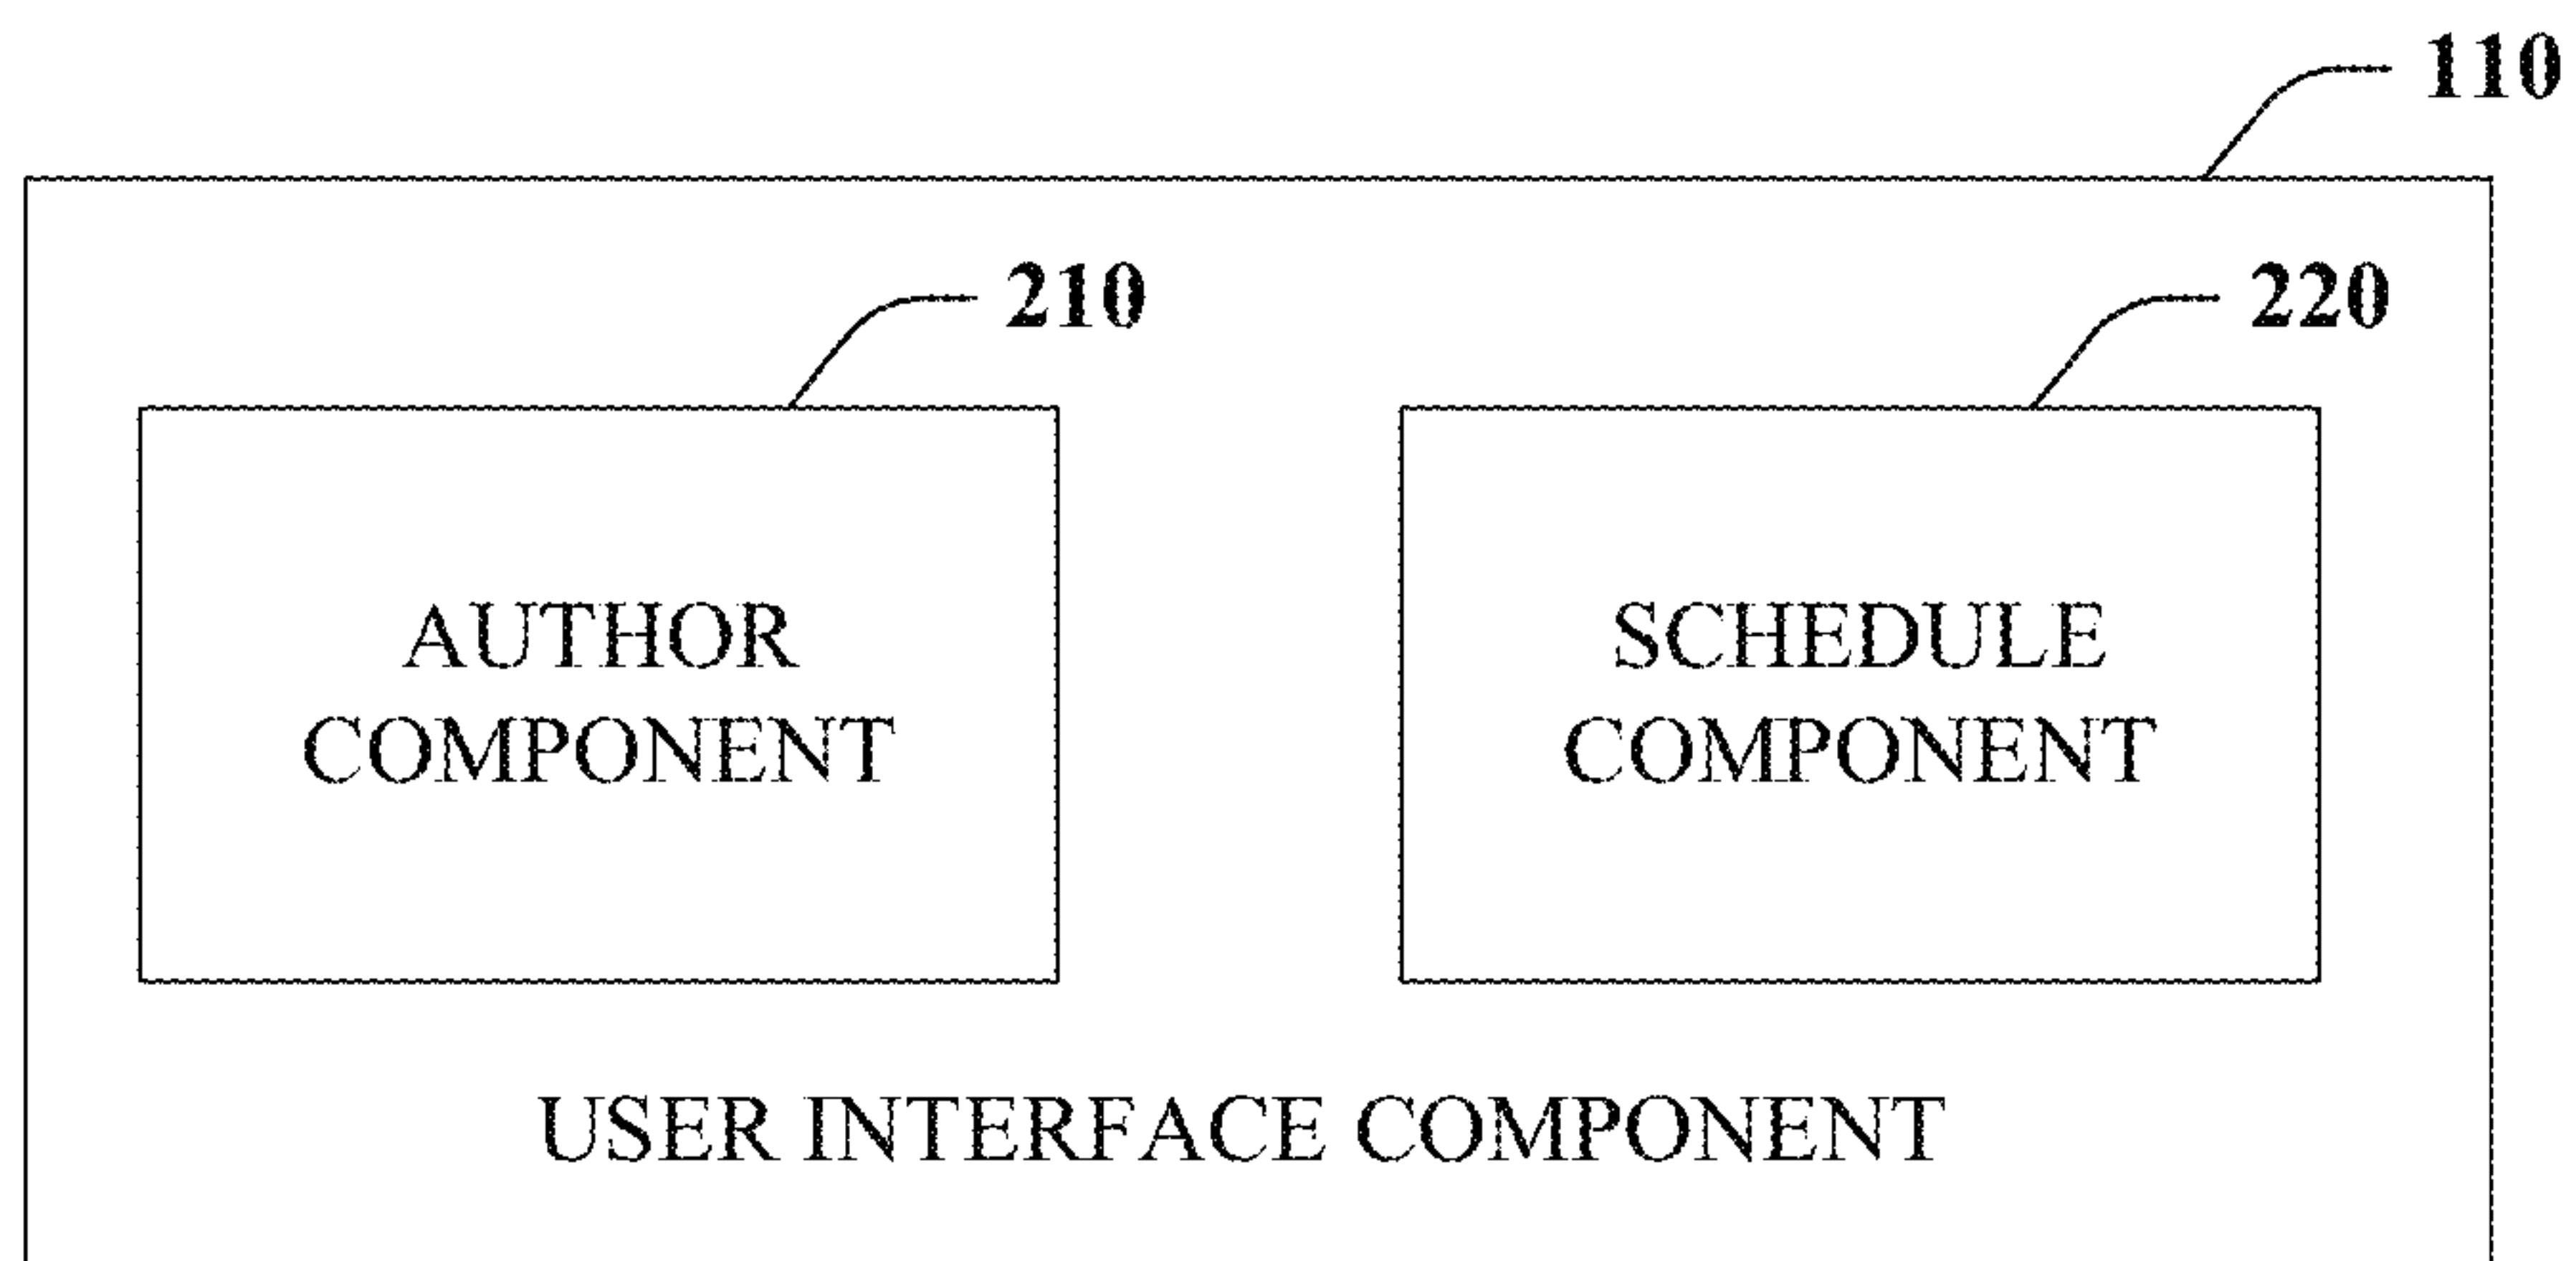 110
210
220
AUTHOR
COMPONENT
SCHEDULE
COMPONENT
USER INTERFACE COMPONENT